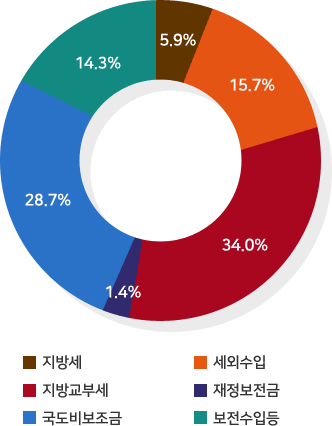 5.9%
14.3%
15.7%
28.7%
34.0%
1.4%
지방세 세외수입
지방교부세 재정보전금
국도비보조금 보전수입등